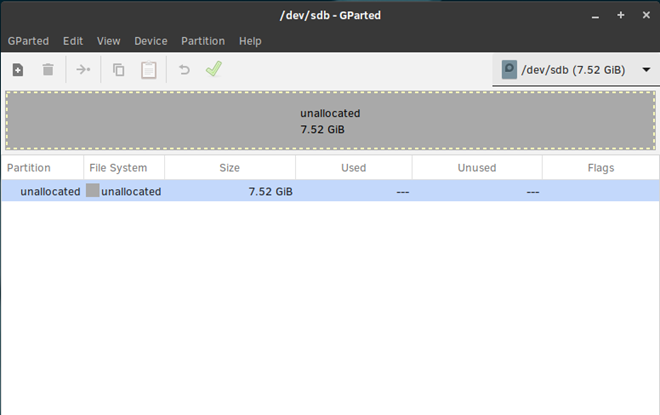 /dev/sdb - GParted
GParted Edit View Device Partition Help
/dev/sdb (7.52 GiB)
unallocated
7.52 GiB
Partition File System Size Used Unused Flags
unallocated unallocated 7.52 GiB --- ---